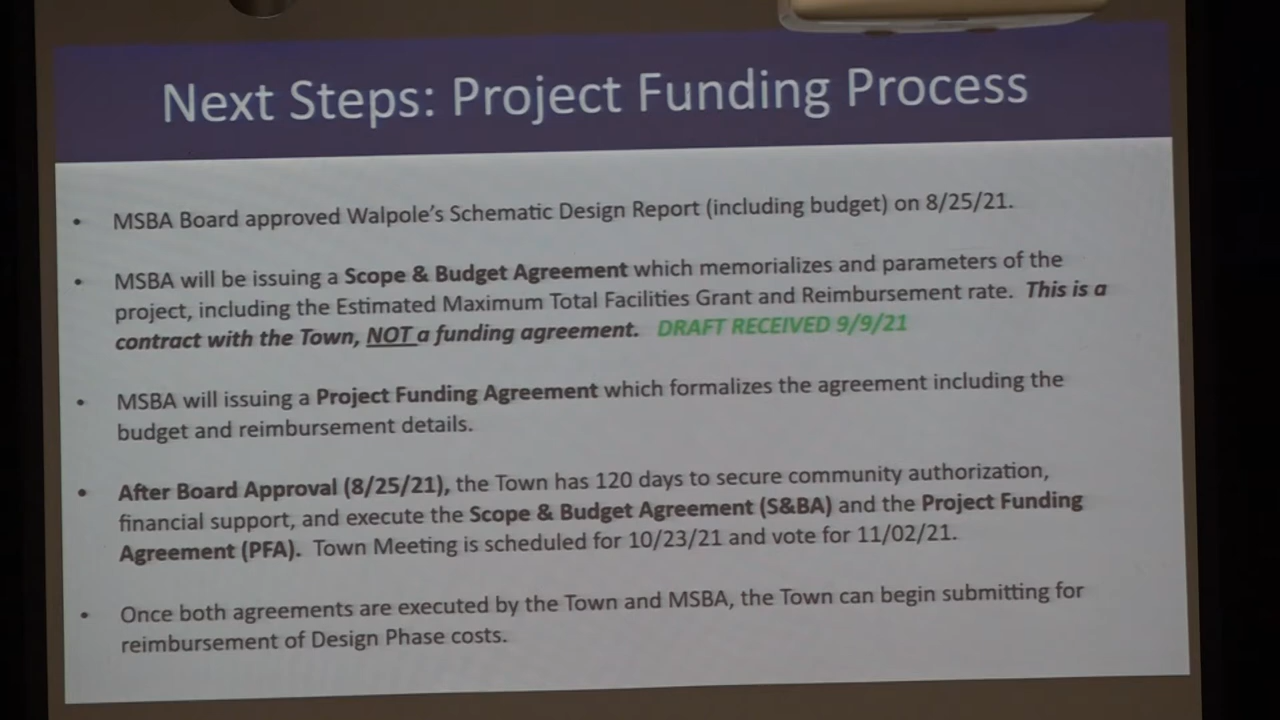 Next Steps: Project Funding Process
• MSBA Board approved Walpole's Schematic Design Report (including budget) on 8/25/21.
• MSBA will be issuing a Scope & Budget Agreement which memorializes and parameters of the
project, including the Estimated Maximum Total Facilities Grant and Reimbursement rate. This is a
contract with the Town, NOT a funding agreement. DRAFT RECEIVED 9/9/21
• MSBA will issuing a Project Funding Agreement which formalizes the agreement including the
budget and reimbursement details.
• After Board Approval (8/25/21), the Town has 120 days to secure community authorization,
financial support, and execute the Scope & Budget Agreement (S&BA) and the Project Funding
Agreement (PFA). Town Meeting is scheduled for 10/23/21 and vote for 11/02/21.
• Once both agreements are executed by the Town and MSBA, the Town can begin submitting for
reimbursement of Design Phase costs.